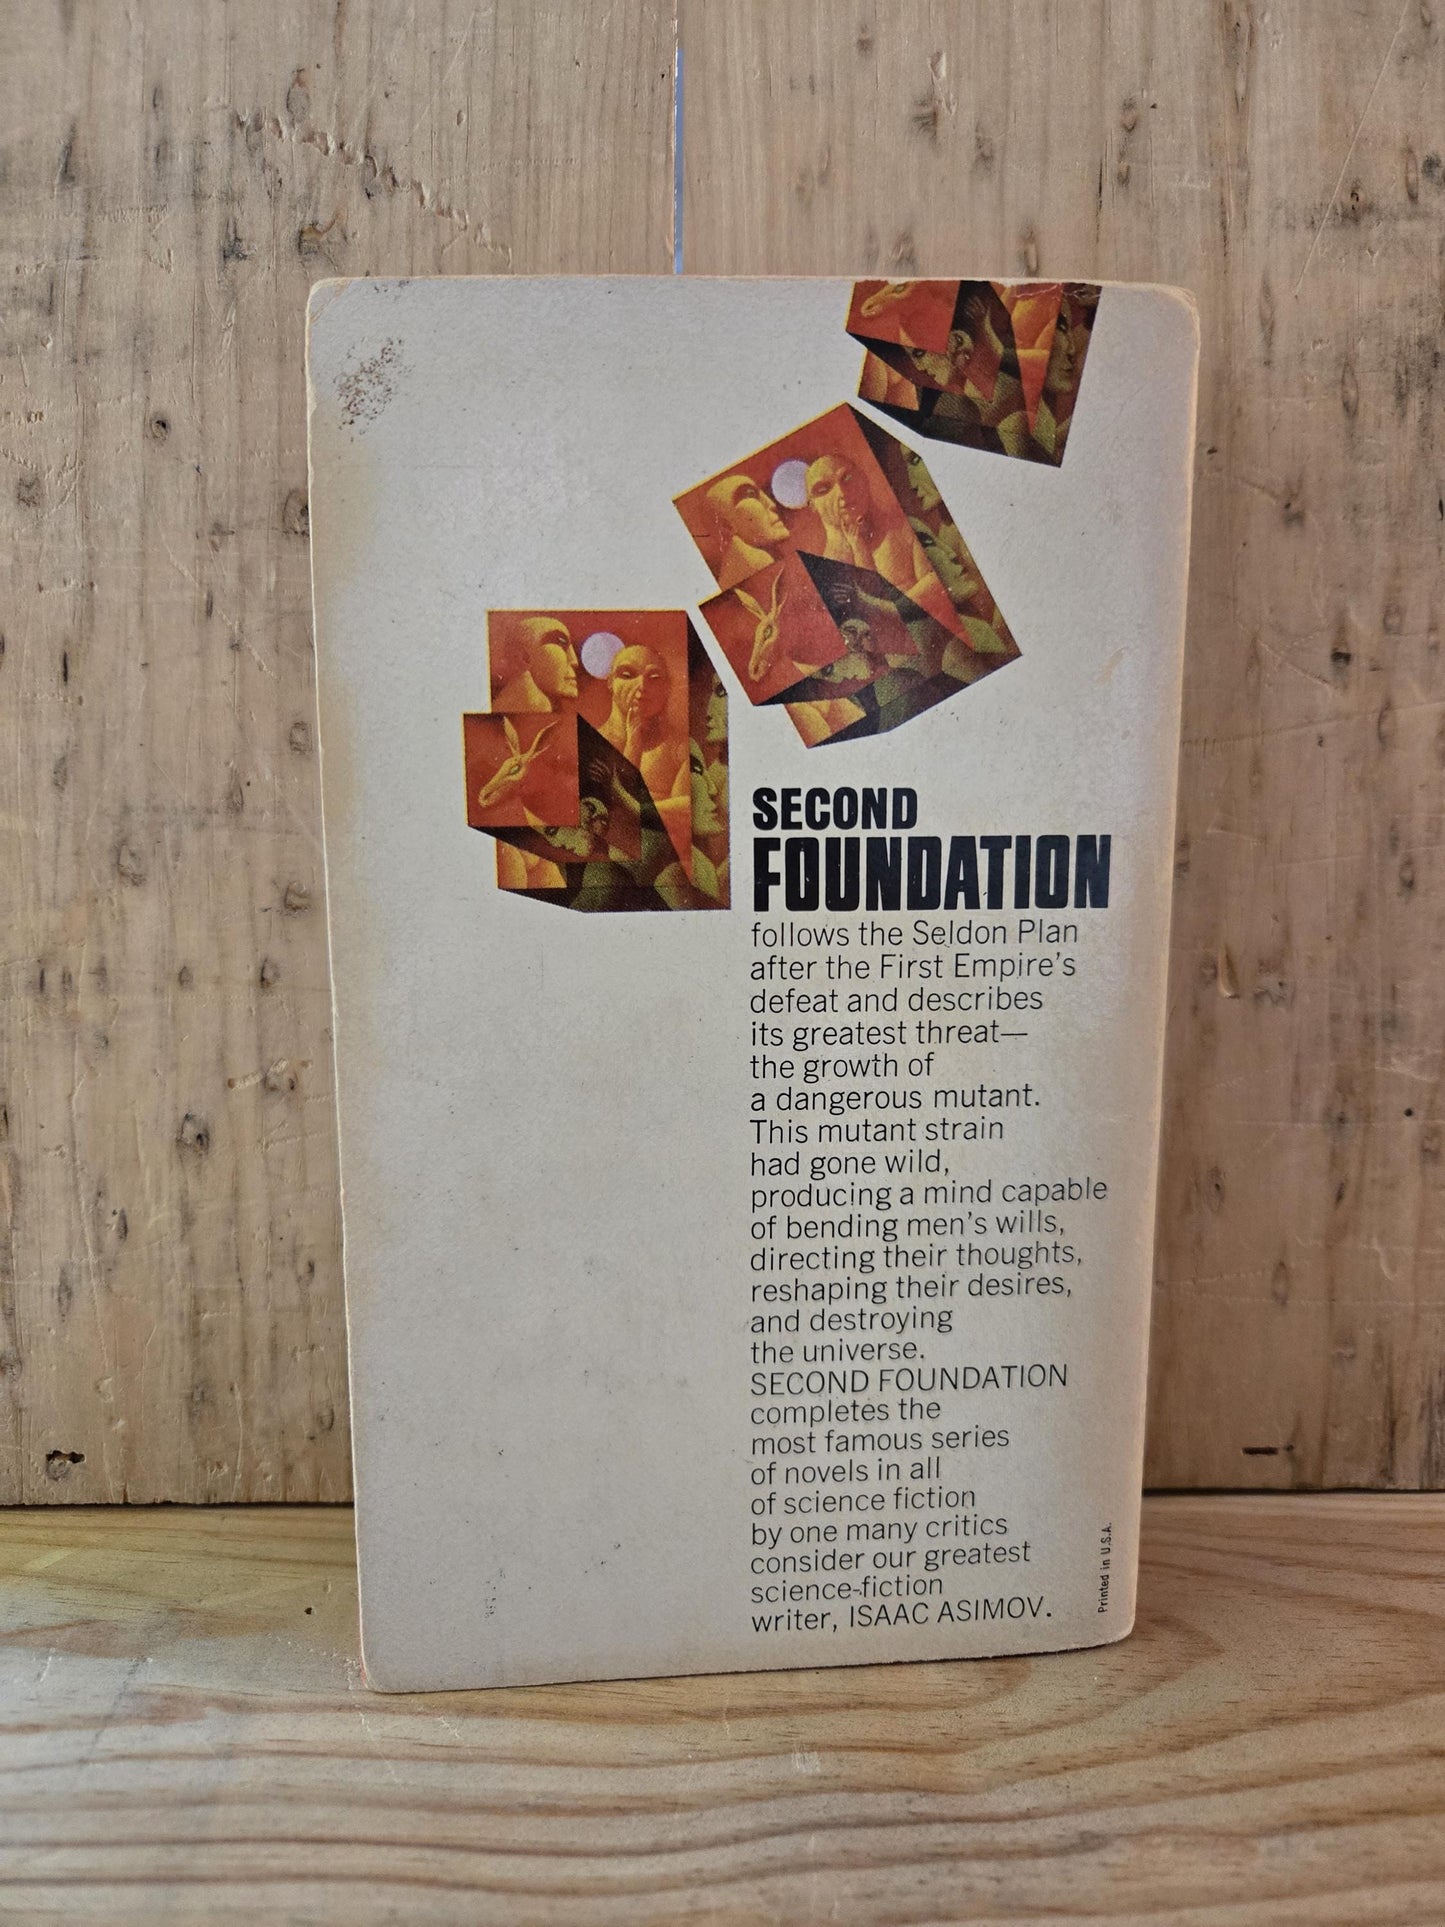 SECOND
FOUNDATION
follows the Seldon Plan
after the First Empire's
defeat and describes
its greatest threat—
the growth of
a dangerous mutant.
This mutant strain
had gone wild,
producing a mind capable
of bending men's wills,
directing their thoughts,
reshaping their desires,
and destroying
the universe.
SECOND FOUNDATION
completes the
most famous series
of novels in all
of science fiction
by one many critics
consider our greatest
science-fiction
writer, ISAAC ASIMOV.
Printed in U.S.A.